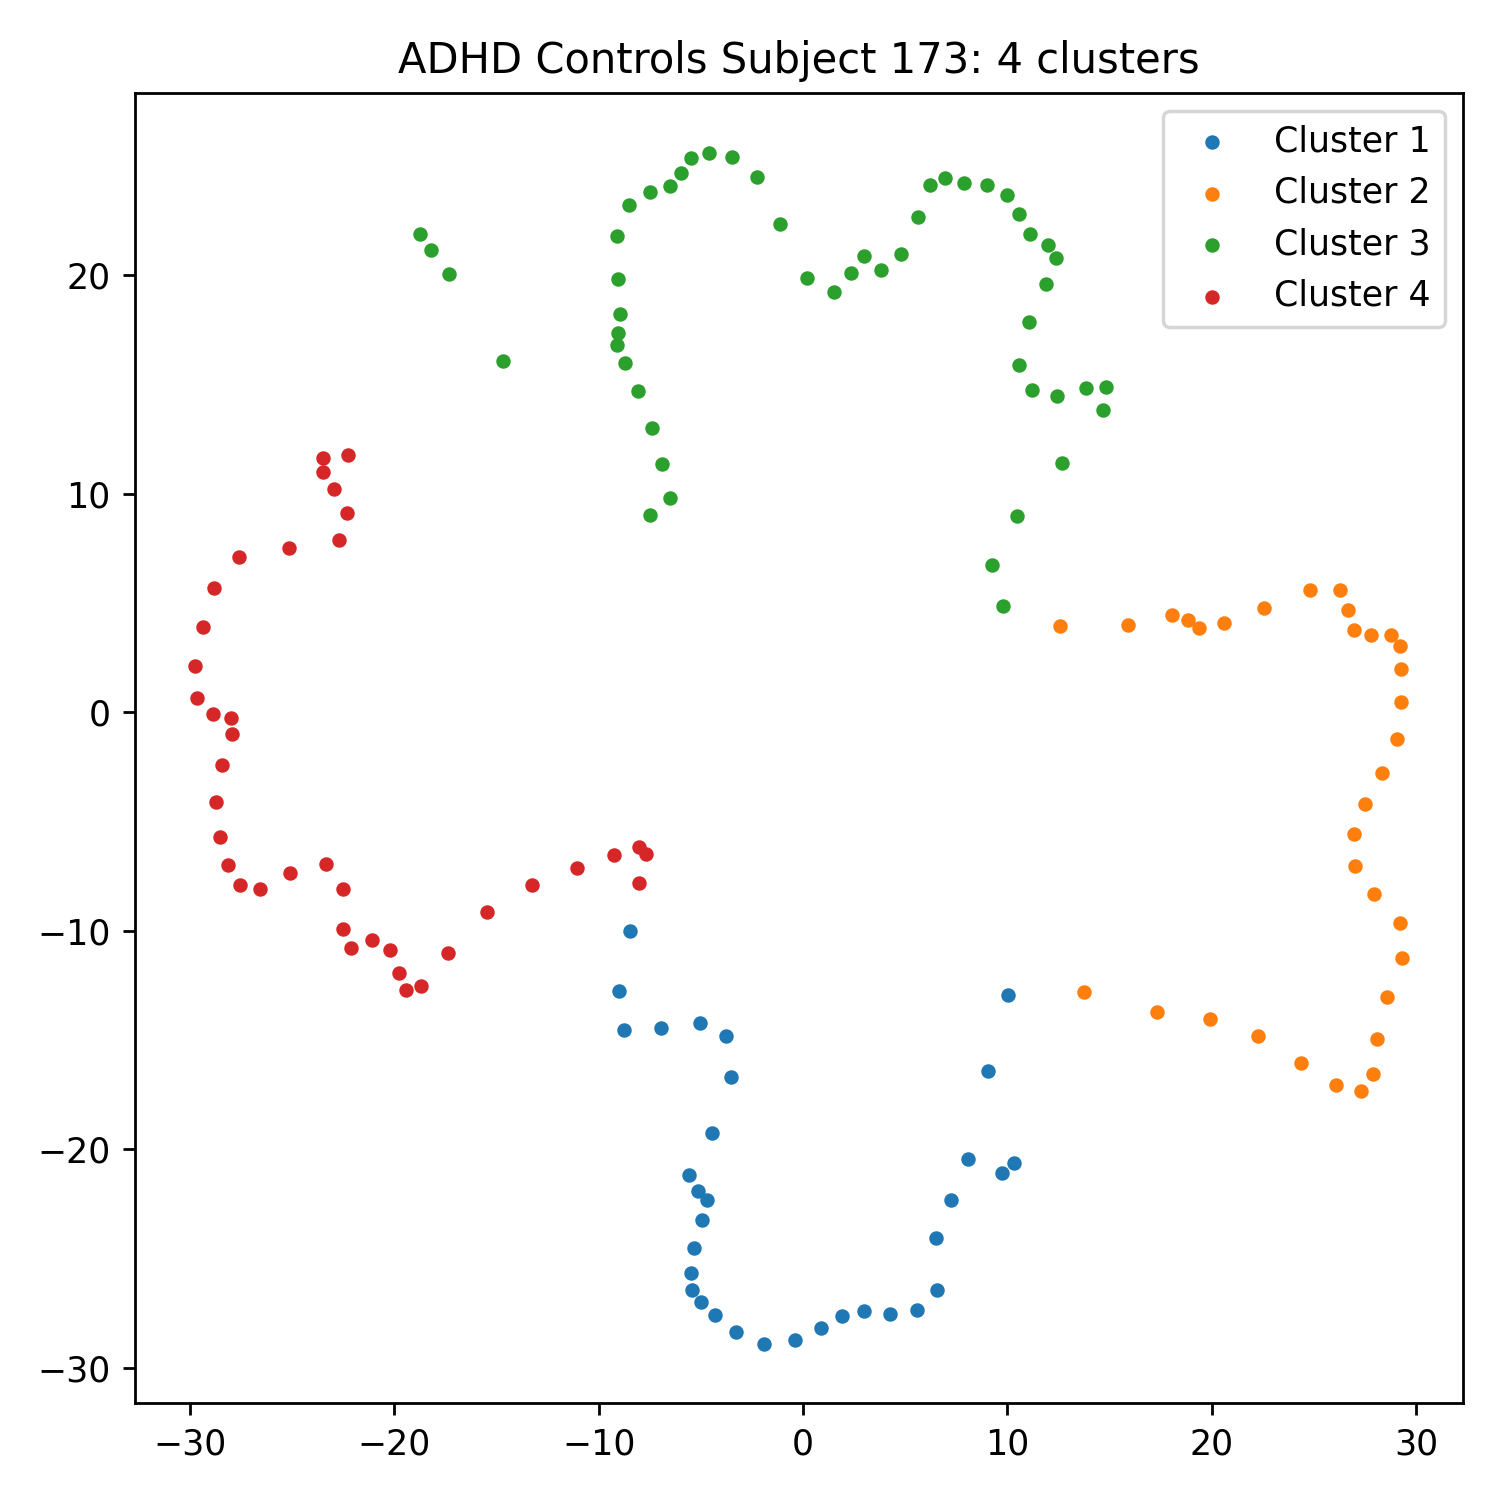 ADHD Controls Subject 173: 4 clusters
Cluster 1
Cluster 2
Cluster 3
Cluster 4
20
10
0
−10
−20
−30
−30 −20 −10 0 10 20 30